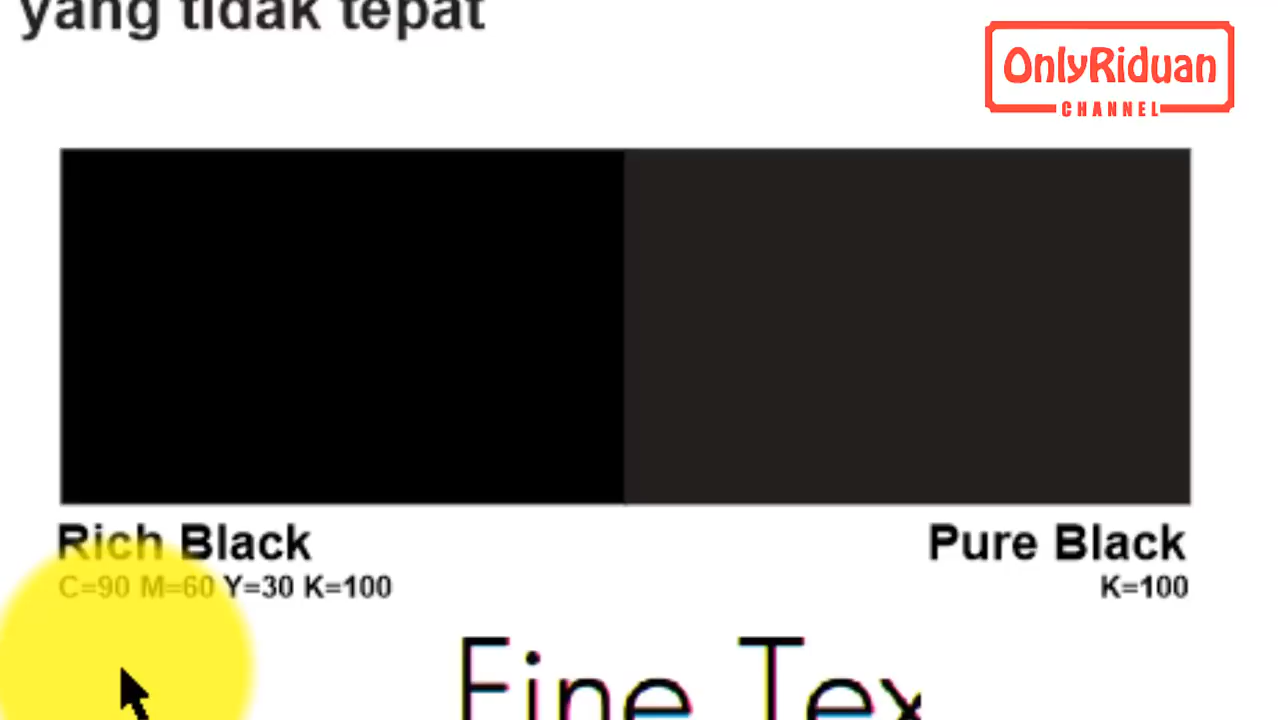 yang tidak tepat
OnlyRiduan
CHANNEL
Rich Black
Pure Black
C=90 M=60 Y=30 K=100
K=100
Fine Tex